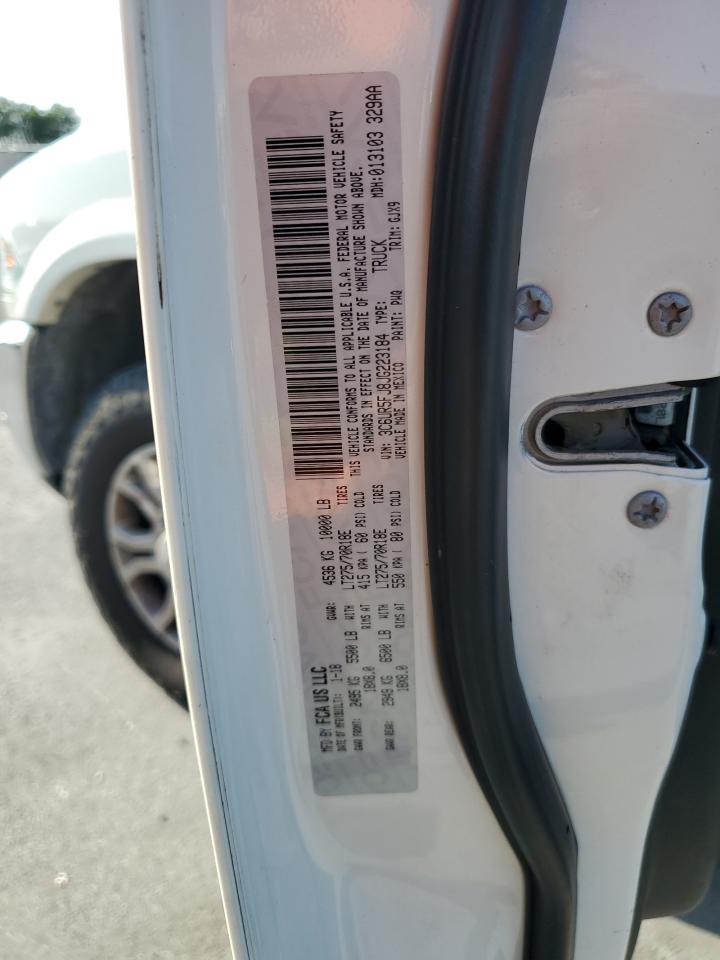 MFD BY FCA US LLC
DATE OF MFR(BUILT): 1-18 GVWR: 4536 KG 10000 LB
GAWR FRONT: 2495 KG 5500 LB WITH LT275/70R18E TIRES
18X8.0 RIMS AT 415 KPA ( 60 PSI) COLD
GAWR REAR: 2949 KG 6500 LB WITH LT275/70R18E TIRES
18X8.0 RIMS AT 550 KPA ( 80 PSI) COLD
THIS VEHICLE CONFORMS TO ALL APPLICABLE U.S.A. FEDERAL MOTOR VEHICLE SAFETY
STANDARDS IN EFFECT ON THE DATE OF MANUFACTURE SHOWN ABOVE.
VIN: 3C6UR5FJ8JG223184 TYPE: TRUCK MDH: 013103 329AA
VEHICLE MADE IN MEXICO PAINT: PW0 TRIM: GJX9